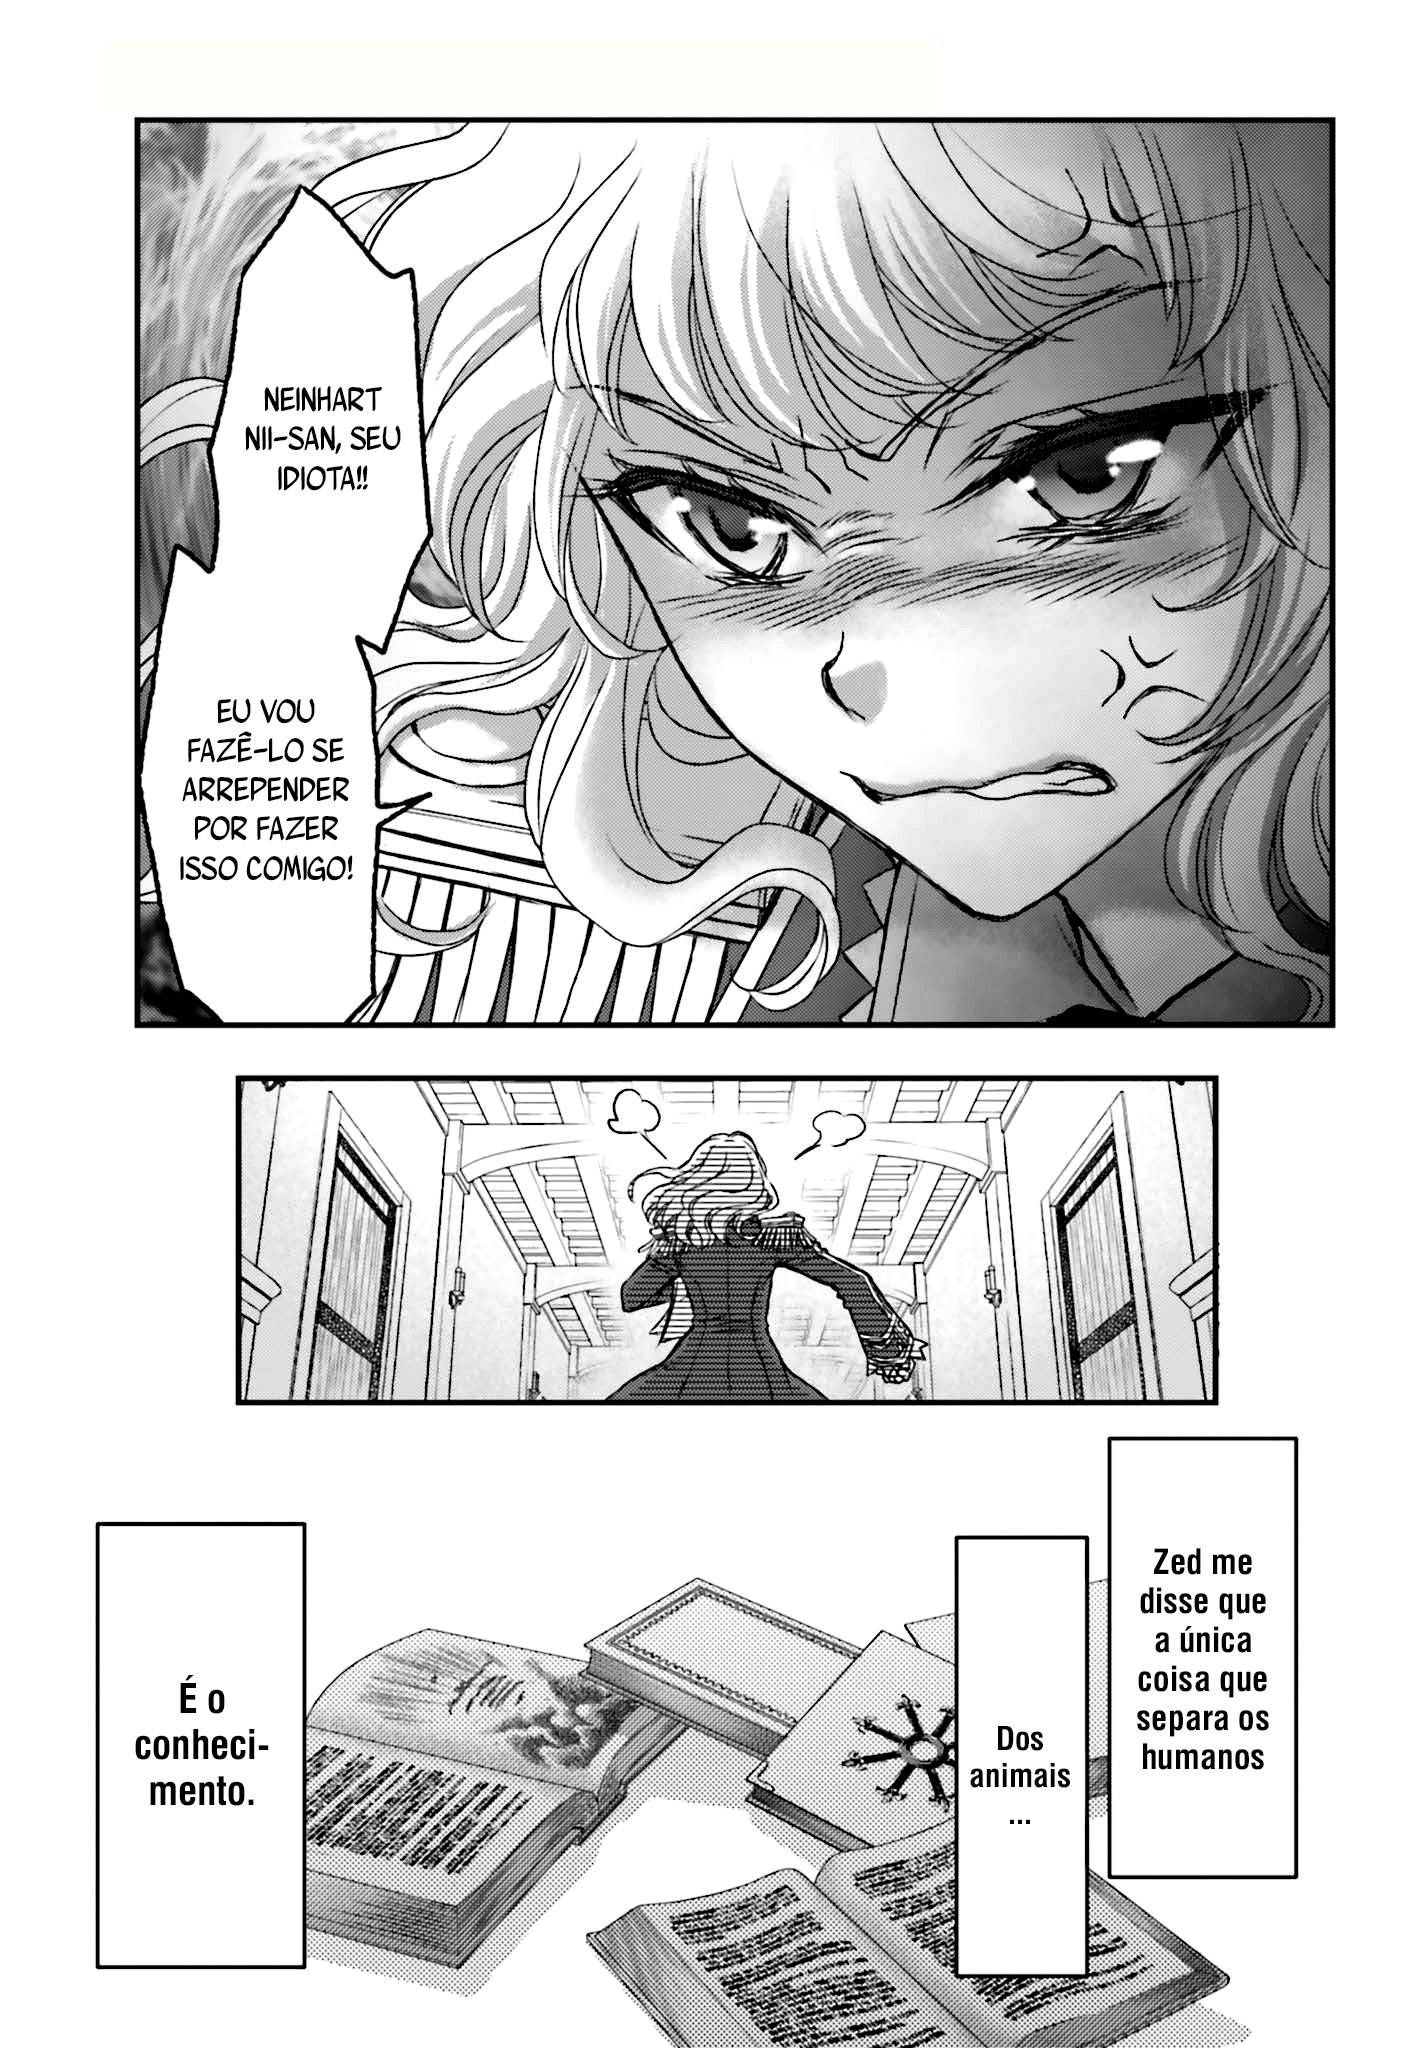 NEINHART
NII-SAN, SEU
IDIOTA!!
EU VOU
FAZÊ-LO SE
ARREPENDER
POR FAZER
ISSO COMIGO!
Zed me
disse que
a única
coisa que
separa os
humanos
Dos
animais
...
É o
conheci-
mento.